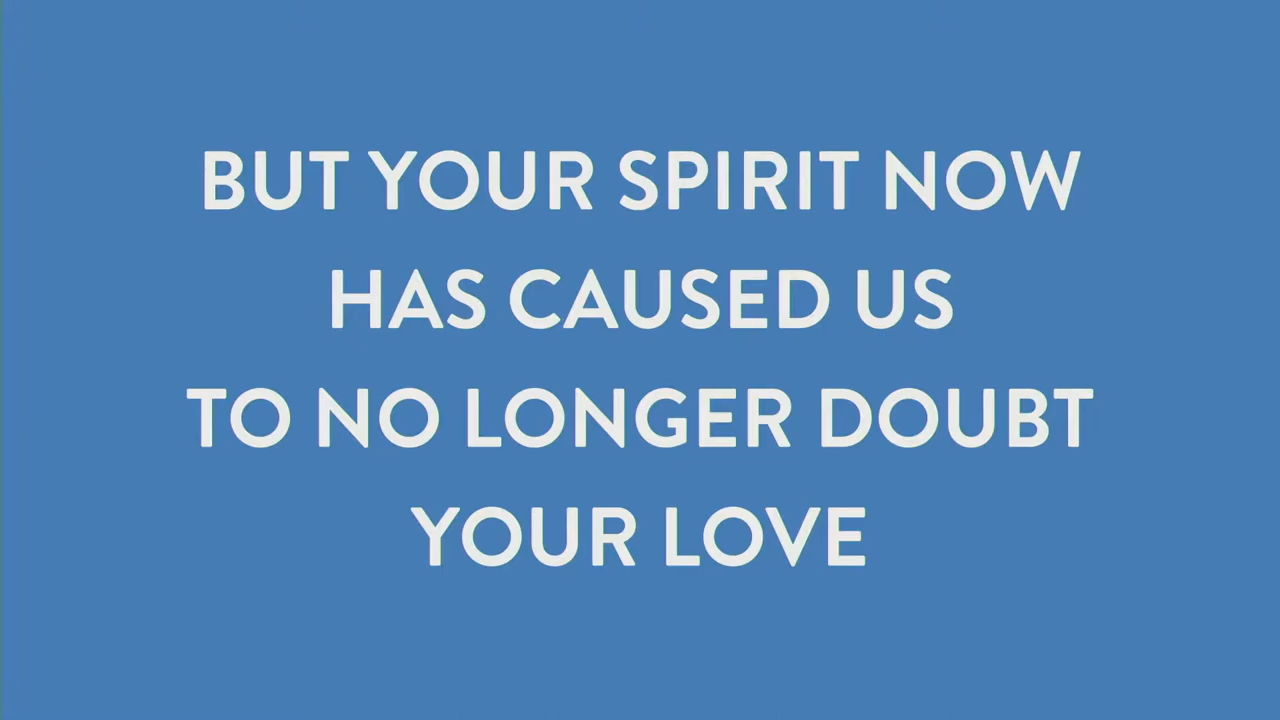 BUT YOUR SPIRIT NOW
HAS CAUSED US
TO NO LONGER DOUBT
YOUR LOVE